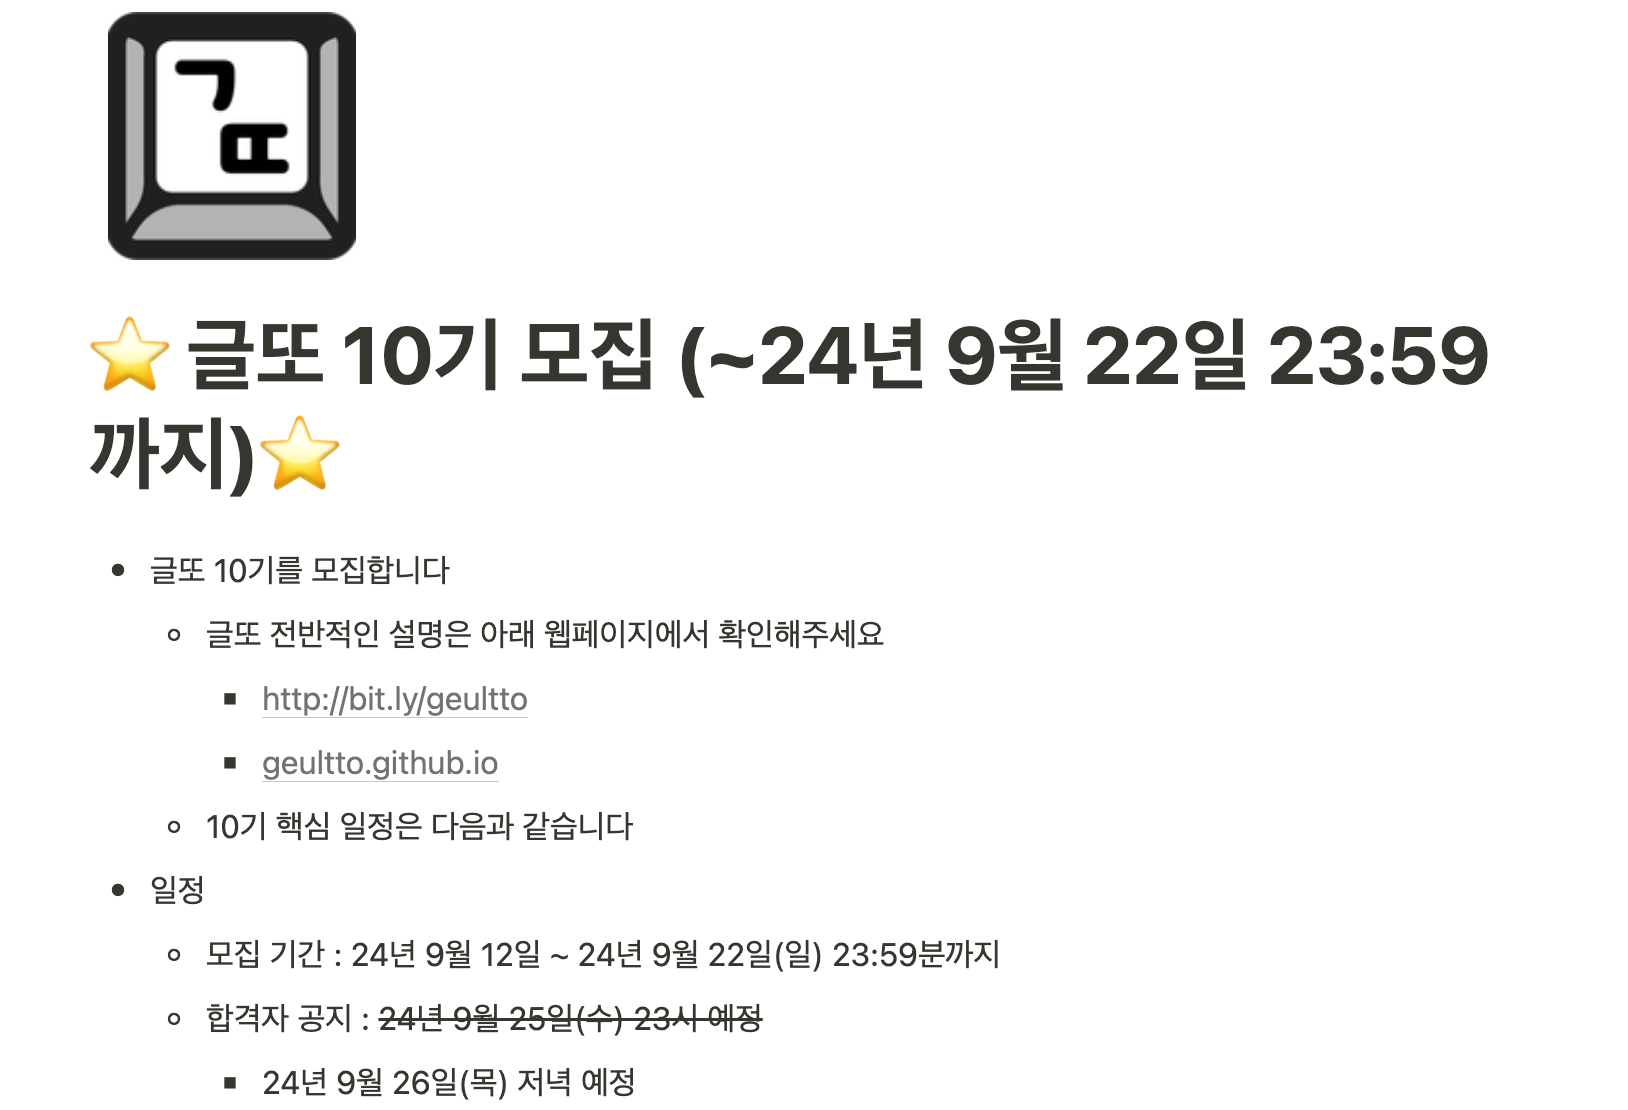 ㄱ
ㄸ
⭐ 글또 10기 모집 (~24년 9월 22일 23:59
까지)⭐
• 글또 10기를 모집합니다
◦ 글또 전반적인 설명은 아래 웹페이지에서 확인해주세요
▪ http://bit.ly/geultto
▪ geultto.github.io
◦ 10기 핵심 일정은 다음과 같습니다
• 일정
◦ 모집 기간 : 24년 9월 12일 ~ 24년 9월 22일(일) 23:59분까지
◦ 합격자 공지 : 24년 9월 25일(수) 23시 예정
▪ 24년 9월 26일(목) 저녁 예정